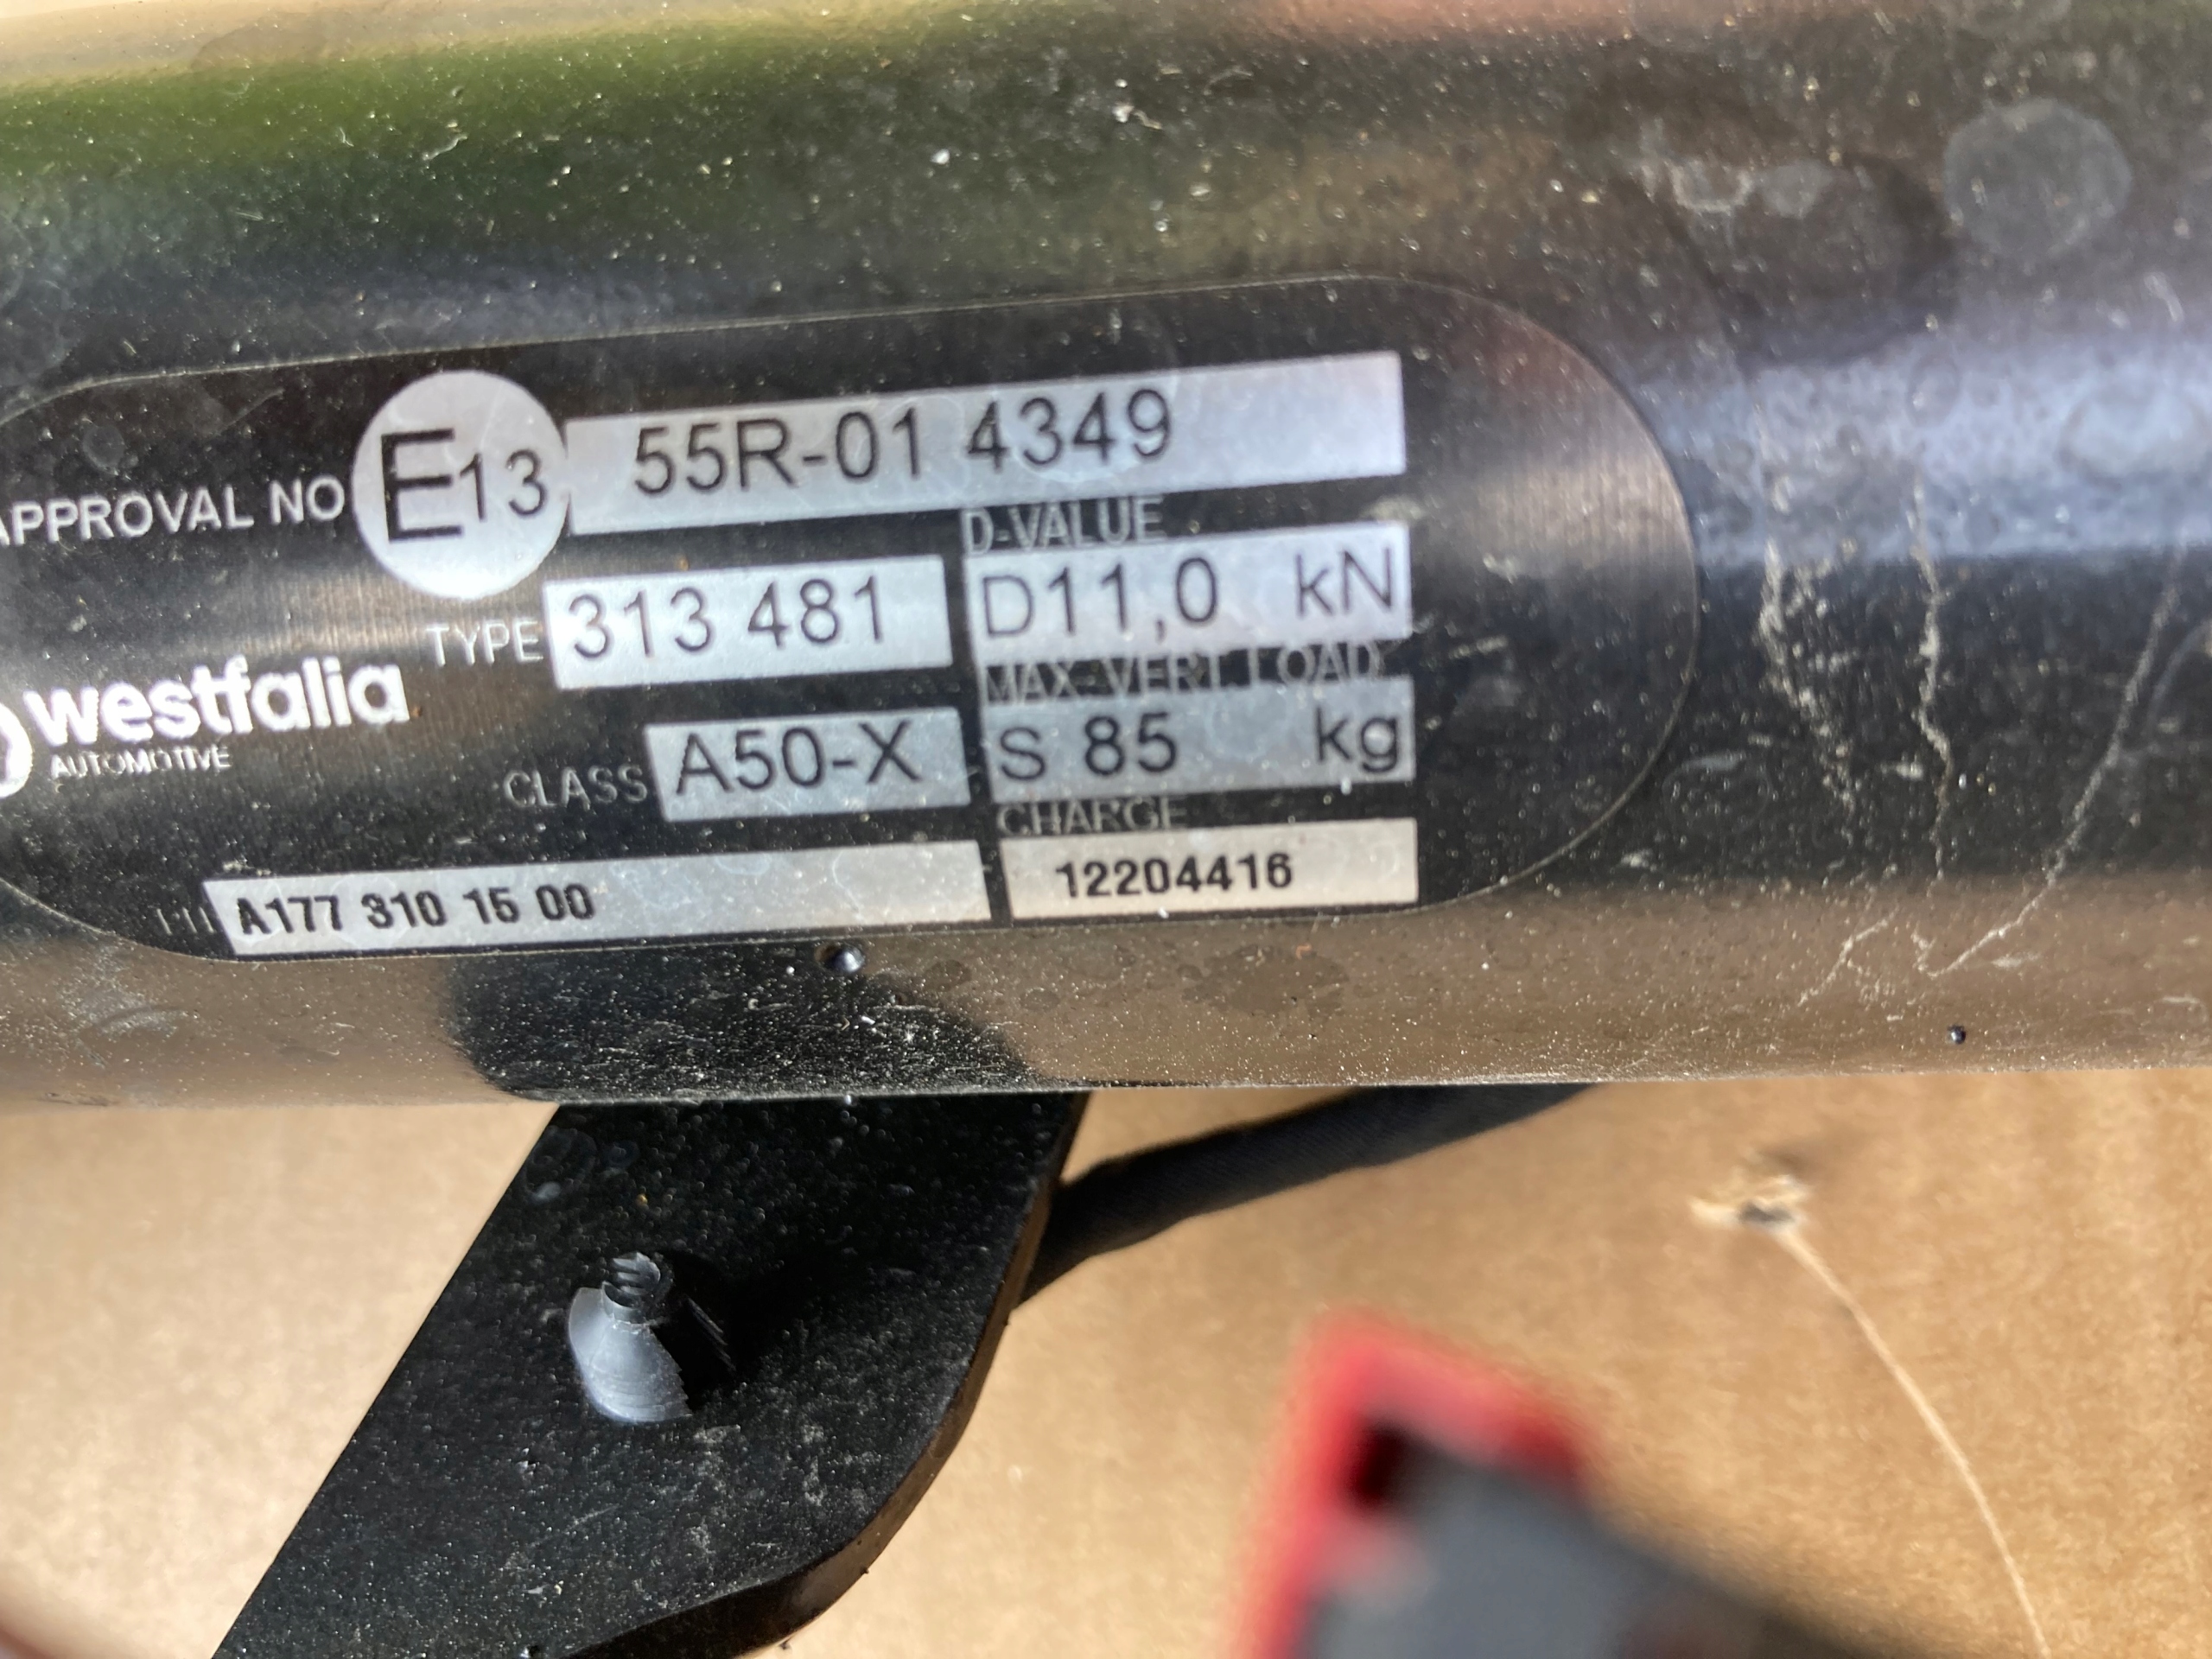 APPROVAL NO E13 55R-01 4349
D-VALUE
TYPE 313 481 D11,0 kN
westfalia
AUTOMOTIVE
MAX-VERT.LOAD
CLASS A50-X S 85 kg
CHARGE
A177 310 15 00 12204416